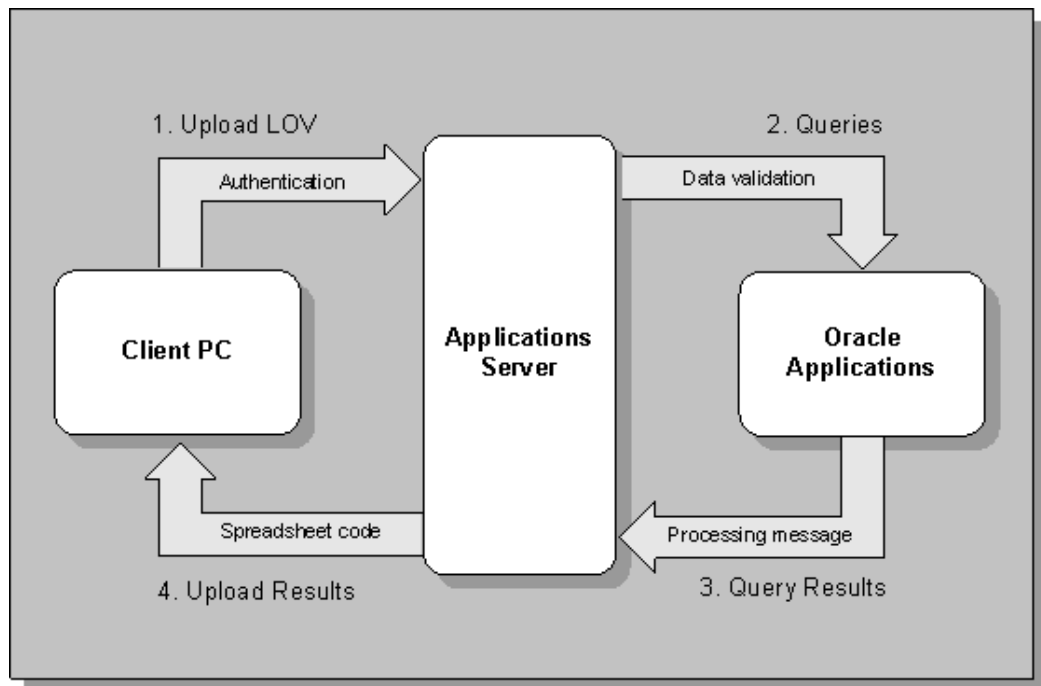 1. Upload LOV
2. Queries
Authentication
Data validation
Client PC
Applications
Server
Oracle
Applications
Spreadsheet code
Processing message
4. Upload Results
3. Query Results